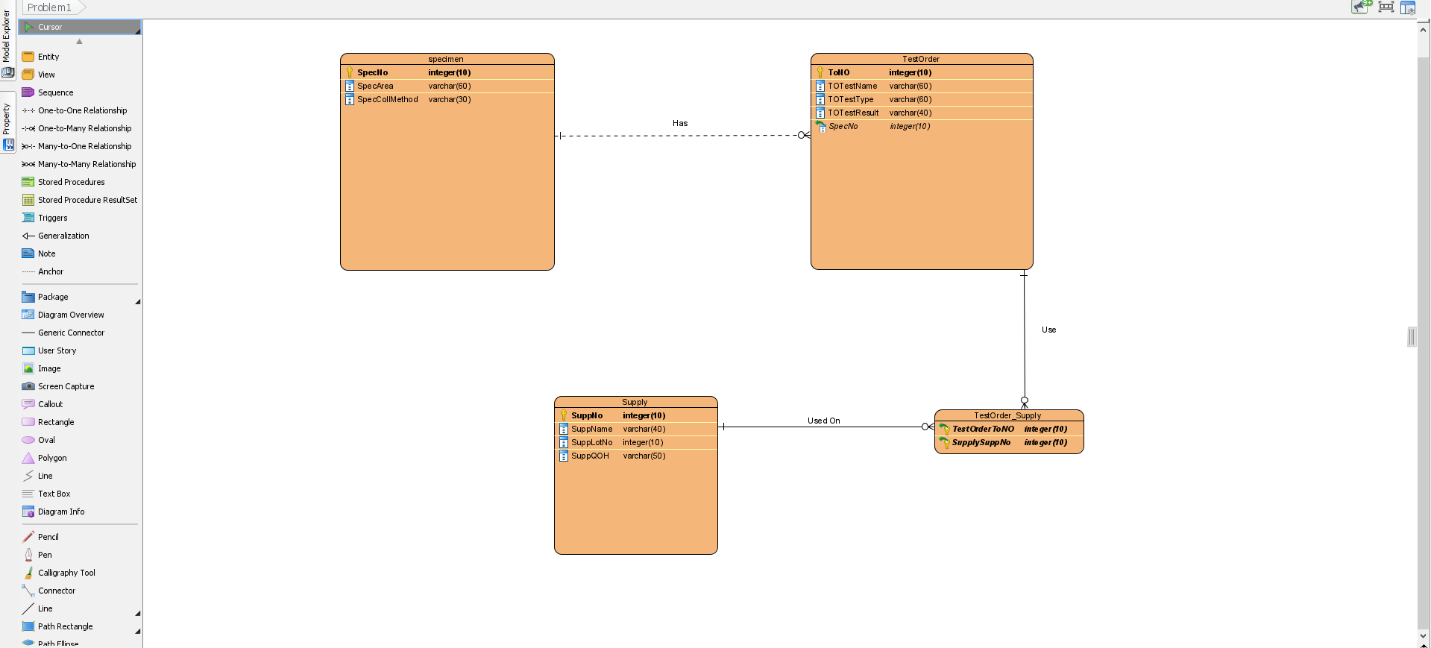 Problem1
Model Explorer
Property
Cursor
Entity
View
Sequence
One-to-One Relationship
One-to-Many Relationship
Many-to-One Relationship
Many-to-Many Relationship
Stored Procedures
Stored Procedure ResultSet
Triggers
Generalization
Note
Anchor
Package
Diagram Overview
Generic Connector
User Story
Image
Screen Capture
Callout
Rectangle
Oval
Polygon
Line
Text Box
Diagram Info
Pencil
Pen
Calligraphy Tool
Connector
Line
Path Rectangle
Path Ellipse
specimen
SpecNo integer(10)
SpecArea varchar(60)
SpecCollMethod varchar(30)
Has
TestOrder
ToNO integer(10)
TOTestName varchar(60)
TOTestType varchar(60)
TOTestResult varchar(40)
SpecNo integer(10)
Use
Supply
SuppNo integer(10)
SuppName varchar(40)
SuppLotNo integer(10)
SuppQOH varchar(50)
Used On
TestOrder_Supply
TestOrderToNO integer(10)
SupplySuppNo integer(10)